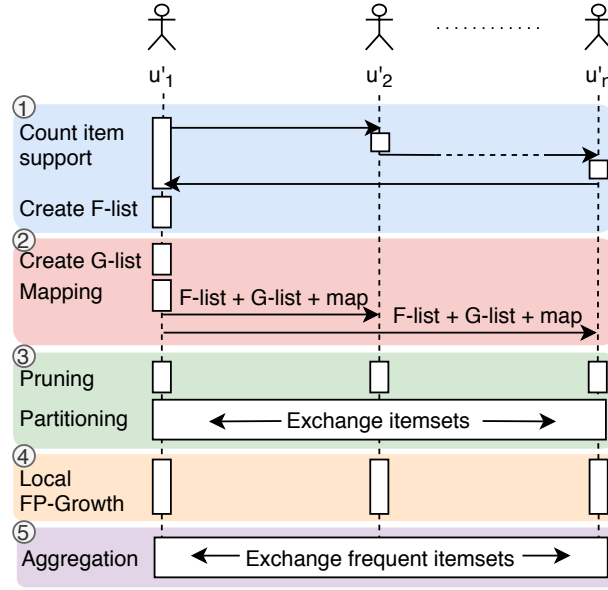 u'1 u'2 u'n
1
Count item
support
Create F-list
2
Create G-list
Mapping
F-list + G-list + map
F-list + G-list + map
3
Pruning
Partitioning
Exchange itemsets
4
Local
FP-Growth
5
Aggregation
Exchange frequent itemsets